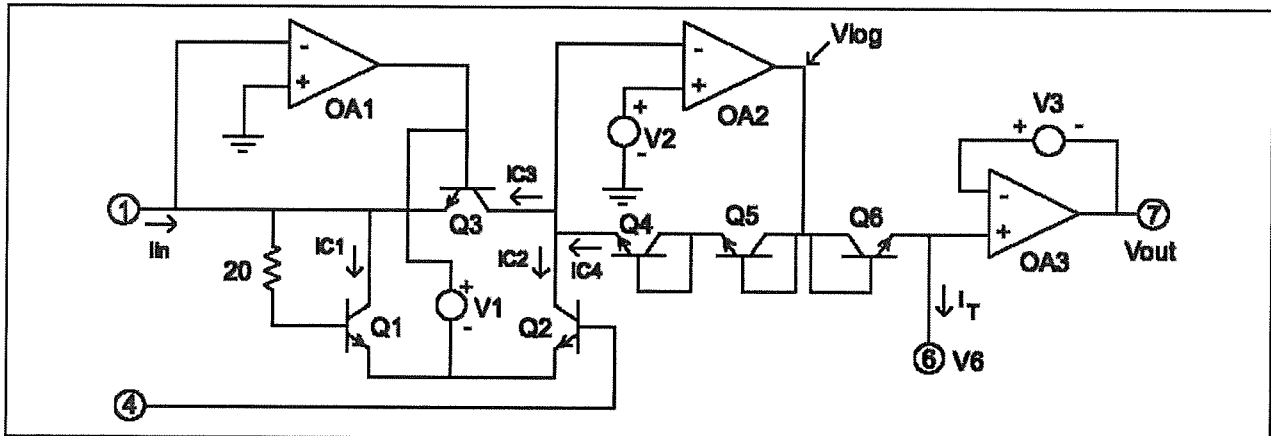 Vlog
-
+
OA1
-
+
OA2
+
V2
-
V3
+ -
IC3
-
+
OA3
1
Iin
Q3
Q4
Q5
Q6
7
Vout
20
IC1
IC2
IC4
+
V1
-
Q1
Q2
IT
6 V6
4